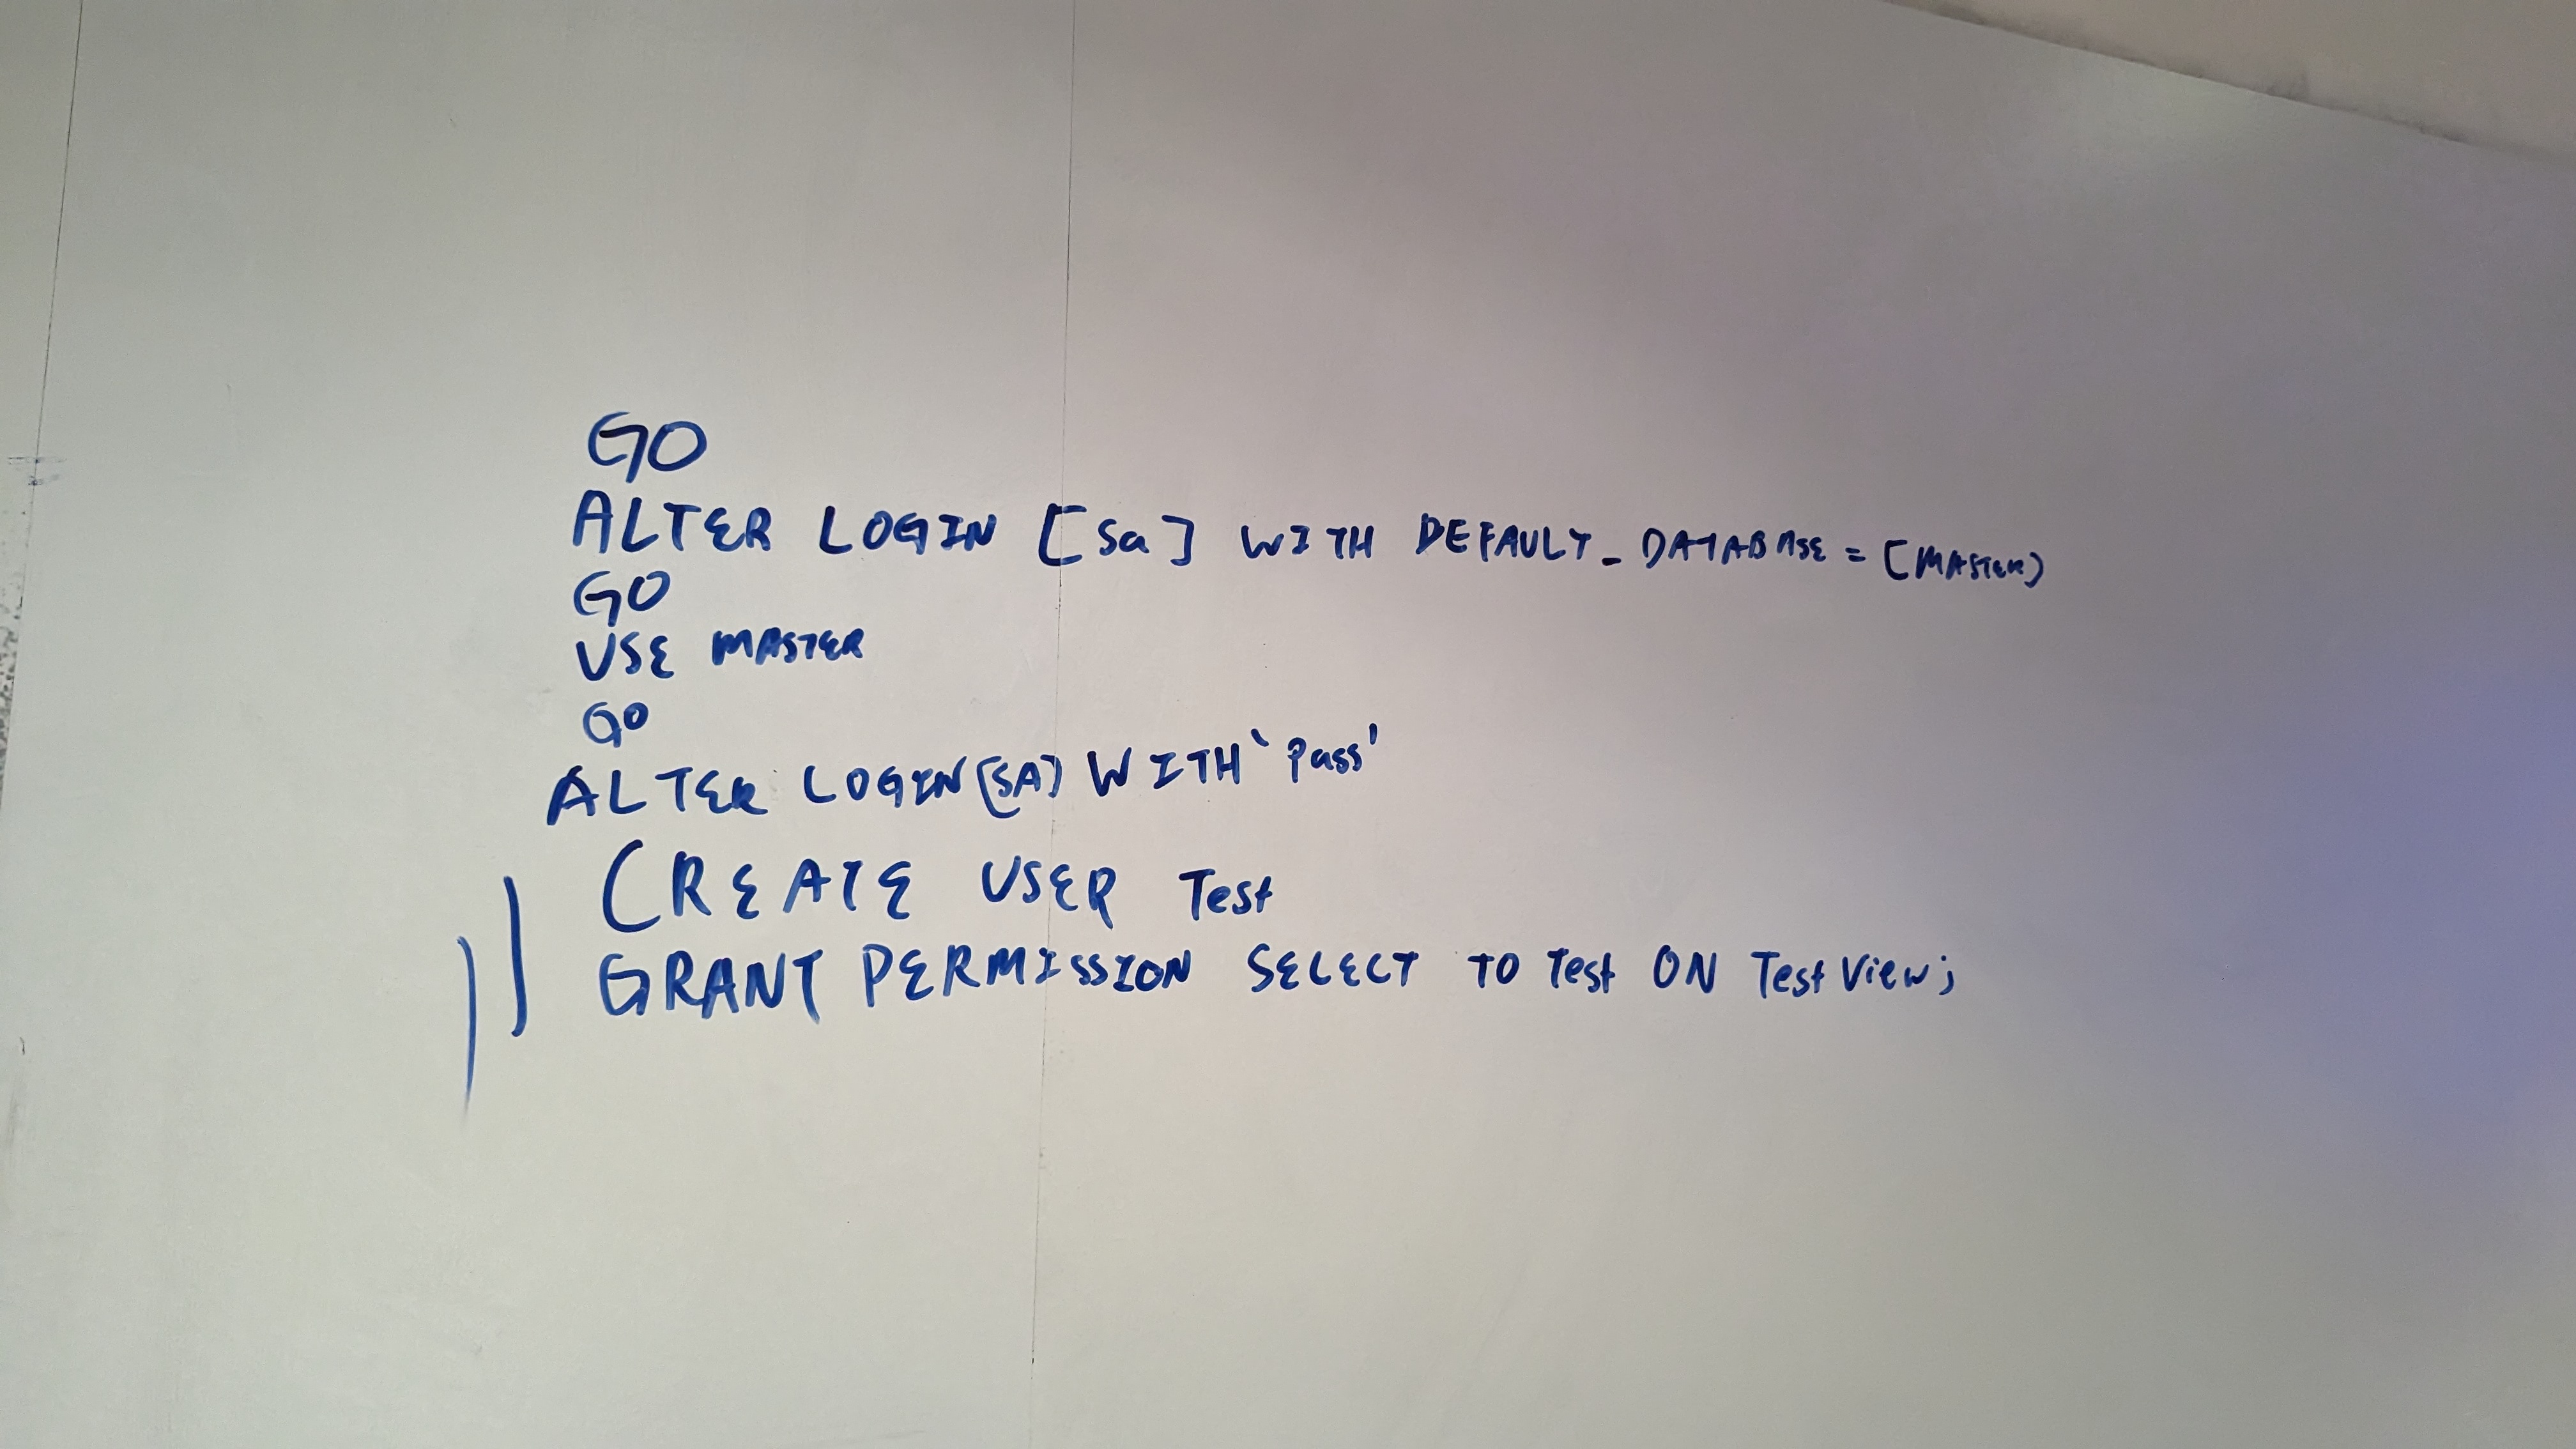 GO
ALTER LOGIN [Sa] WITH DEFAULT_DATABASE = [MASTER]
GO
USE MASTER
GO
ALTER LOGIN [SA] WITH 'Pass'
CREATE USER Test
GRANT PERMISSION SELECT TO Test ON TestView;